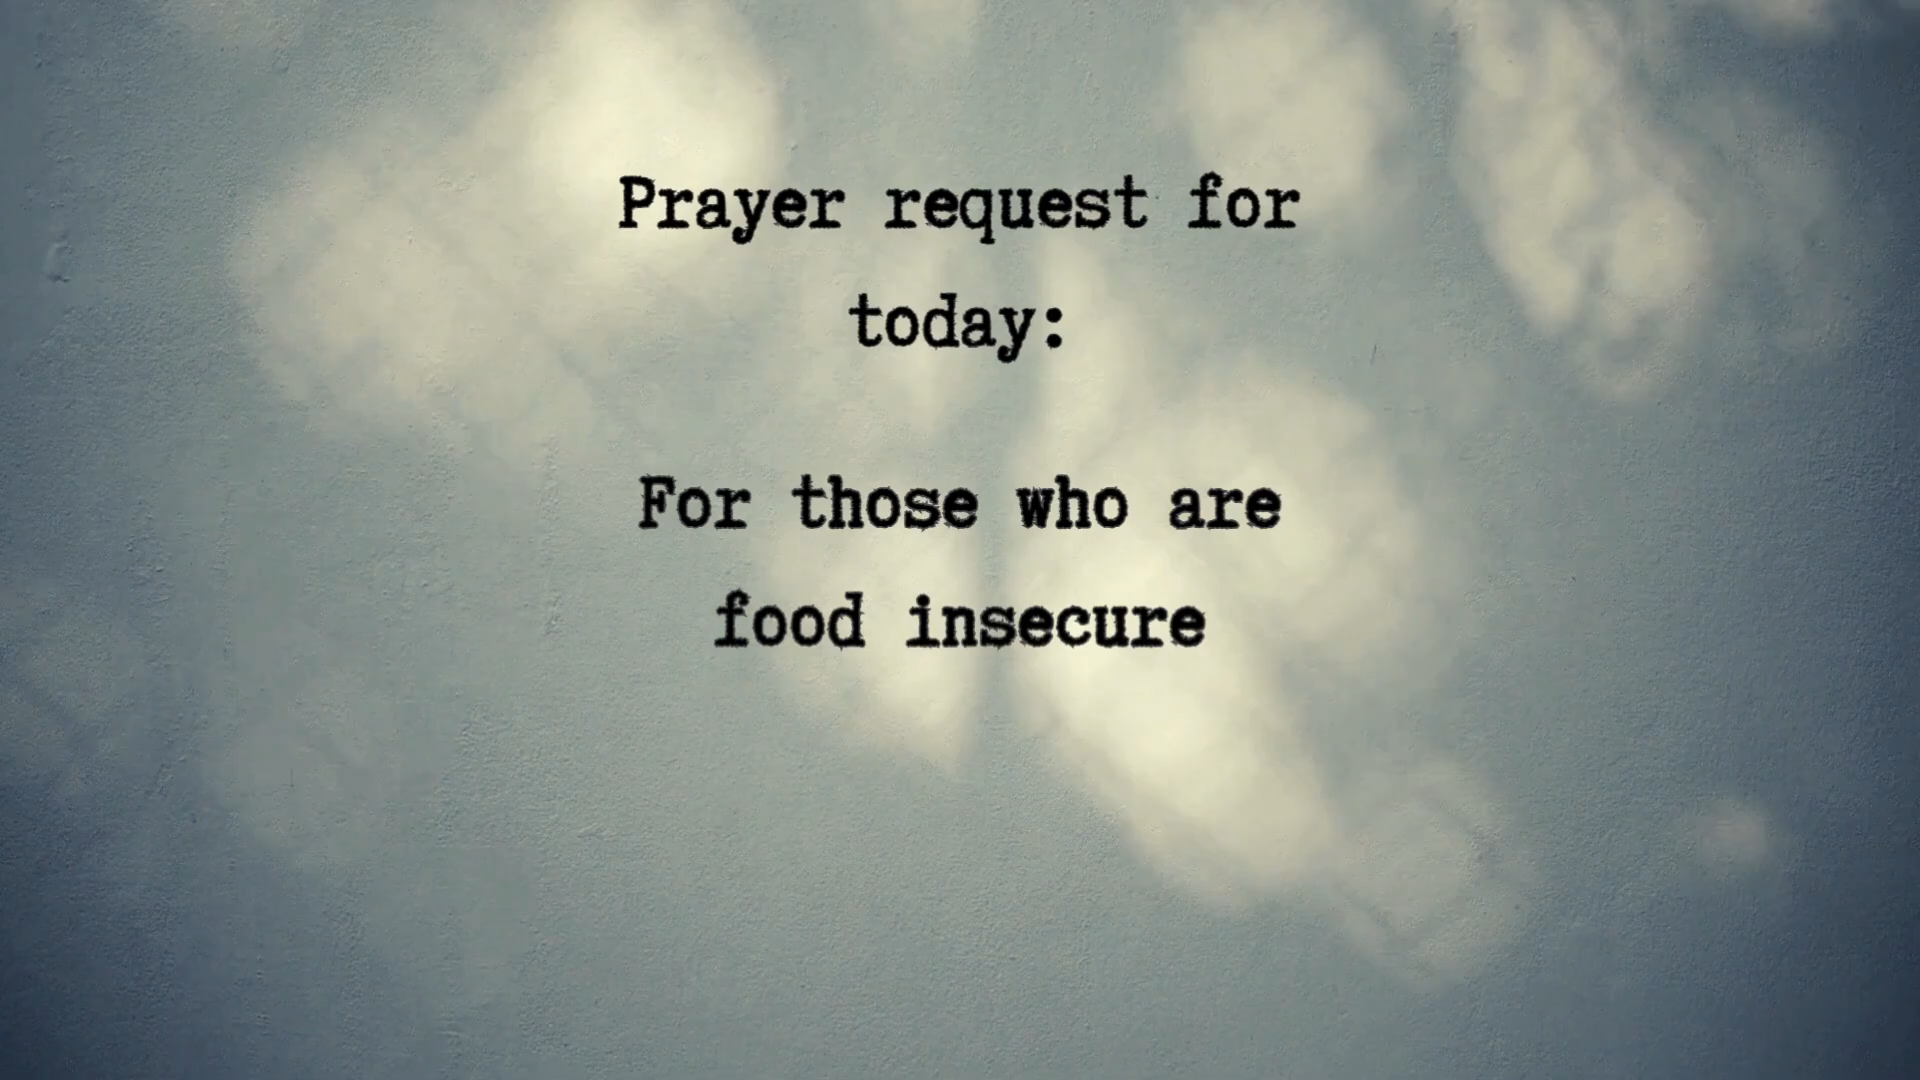 Prayer request for
today:
For those who are
food insecure